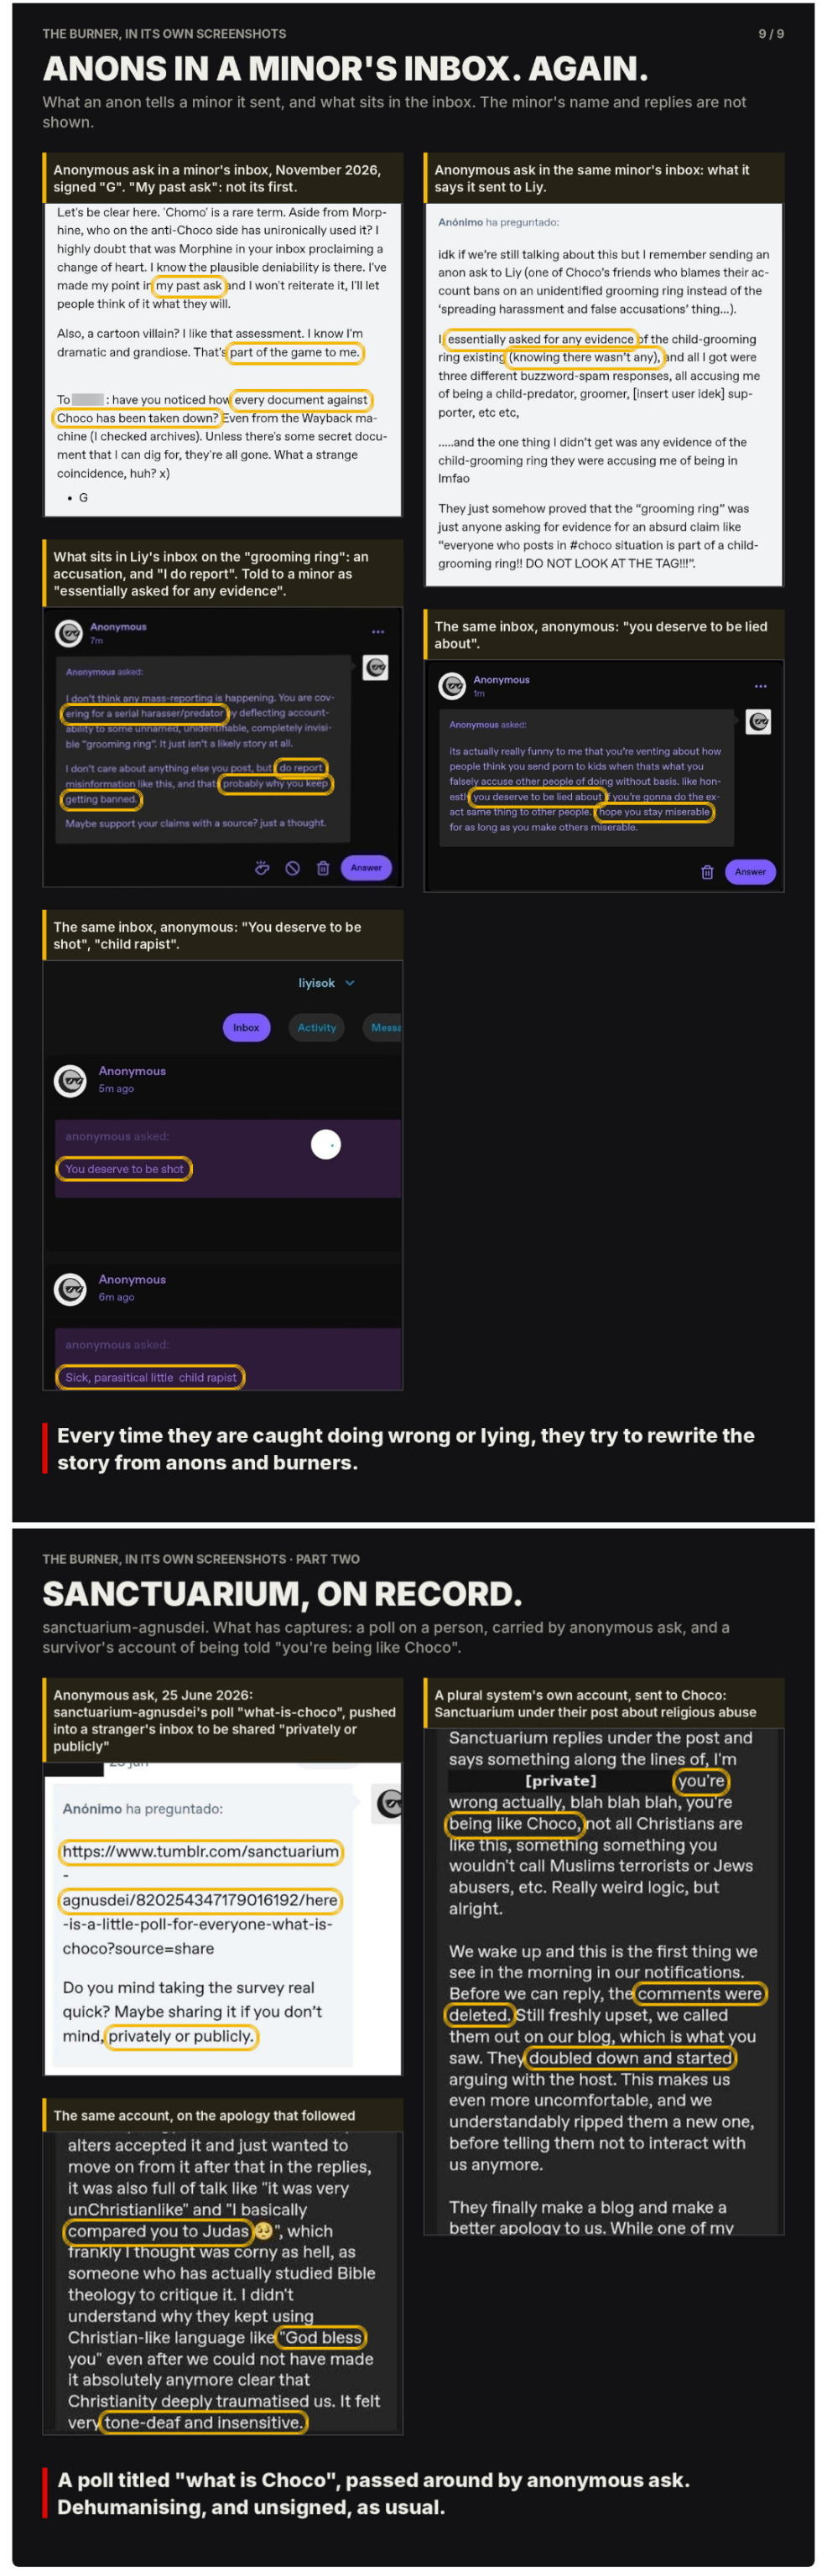 THE BURNER, IN ITS OWN SCREENSHOTS
9 / 9
ANONS IN A MINOR'S INBOX. AGAIN.
What an anon tells a minor it sent, and what sits in the inbox. The minor's name and replies are not
shown.
Anonymous ask in a minor's inbox, November 2026,
signed "G". "My past ask": not its first.
Let's be clear here. 'Chomo' is a rare term. Aside from Morp-
hine, who on the anti-Choco side has unironically used it? I
highly doubt that was Morphine in your inbox proclaiming a
change of heart. I know the plausible deniability is there. I've
made my point in my past ask and I won't reiterate it, I'll let
people think of it what they will.
Also, a cartoon villain? I like that assessment. I know I'm
dramatic and grandiose. That's part of the game to me.
To : have you noticed how every document against
Choco has been taken down? Even from the Wayback ma-
chine (I checked archives). Unless there's some secret docu-
ment that I can dig for, they're all gone. What a strange
coincidence, huh? x)
• G
What sits in Liy's inbox on the "grooming ring": an
accusation, and "I do report". Told to a minor as
"essentially asked for any evidence".
Anonymous
7m
Anonymous asked:
I don't think any mass-reporting is happening. You are cov-
ering for a serial harasser/predator by deflecting account-
ability to some unnamed, unidentifiable, completely invisi-
ble "grooming ring". It just isn't a likely story at all.
I don't care about anything else you post, but I do report
misinformation like this, and thats probably why you keep
getting banned.
Maybe support your claims with a source? just a thought.
Answer
The same inbox, anonymous: "You deserve to be
shot", "child rapist".
liyisok
Inbox
Activity
Messa
Anonymous
5m ago
anonymous asked:
You deserve to be shot
Anonymous
6m ago
anonymous asked:
Sick, parasitical little child rapist
Anonymous ask in the same minor's inbox: what it
says it sent to Liy.
Anónimo ha preguntado:
idk if we're still talking about this but I remember sending an
anon ask to Liy (one of Choco's friends who blames their ac-
count bans on an unidentified grooming ring instead of the
'spreading harassment and false accusations' thing...).
I essentially asked for any evidence of the child-grooming
ring existing (knowing there wasn't any), and all I got were
three different buzzword-spam responses, all accusing me
of being a child-predator, groomer, [insert user idek] sup-
porter, etc etc,
.....and the one thing I didn't get was any evidence of the
child-grooming ring they were accusing me of being in
lmfao
They just somehow proved that the "grooming ring" was
just anyone asking for evidence for an absurd claim like
"everyone who posts in #choco situation is part of a child-
grooming ring!! DO NOT LOOK AT THE TAG!!!".
The same inbox, anonymous: "you deserve to be lied
about".
Anonymous
1m
Anonymous asked:
its actually really funny to me that you're venting about how
people think you send porn to kids when thats what you
falsely accuse other people of doing without basis. like hon-
estly you deserve to be lied about if you're gonna do the ex-
act same thing to other people. hope you stay miserable
for as long as you make others miserable.
Answer
Every time they are caught doing wrong or lying, they try to rewrite the
story from anons and burners.
THE BURNER, IN ITS OWN SCREENSHOTS · PART TWO
SANCTUARIUM, ON RECORD.
sanctuarium-agnusdei. What has captures: a poll on a person, carried by anonymous ask, and a
survivor's account of being told "you're being like Choco".
Anonymous ask, 25 June 2026:
sanctuarium-agnusdei's poll "what-is-choco", pushed
into a stranger's inbox to be shared "privately or
publicly"
Anónimo ha preguntado:
https://www.tumblr.com/sanctuarium
-
agnusdei/820254347179016192/here
-is-a-little-poll-for-everyone-what-is-
choco?source=share
Do you mind taking the survey real
quick? Maybe sharing it if you don't
mind, privately or publicly.
The same account, on the apology that followed
alters accepted it and just wanted to
move on from it after that in the replies,
it was also full of talk like "it was very
unChristianlike" and "I basically
compared you to Judas🥺", which
frankly I thought was corny as hell, as
someone who has actually studied Bible
theology to critique it. I didn't
understand why they kept using
Christian-like language like "God bless
you" even after we could not have made
it absolutely anymore clear that
Christianity deeply traumatised us. It felt
very tone-deaf and insensitive.
A plural system's own account, sent to Choco:
Sanctuarium under their post about religious abuse
Sanctuarium replies under the post and
says something along the lines of, I'm
[private] you're
wrong actually, blah blah blah, you're
being like Choco, not all Christians are
like this, something something you
wouldn't call Muslims terrorists or Jews
abusers, etc. Really weird logic, but
alright.
We wake up and this is the first thing we
see in the morning in our notifications.
Before we can reply, the comments were
deleted. Still freshly upset, we called
them out on our blog, which is what you
saw. They doubled down and started
arguing with the host. This makes us
even more uncomfortable, and we
understandably ripped them a new one,
before telling them not to interact with
us anymore.
They finally make a blog and make a
better apology to us. While one of my
A poll titled "what is Choco", passed around by anonymous ask.
Dehumanising, and unsigned, as usual.